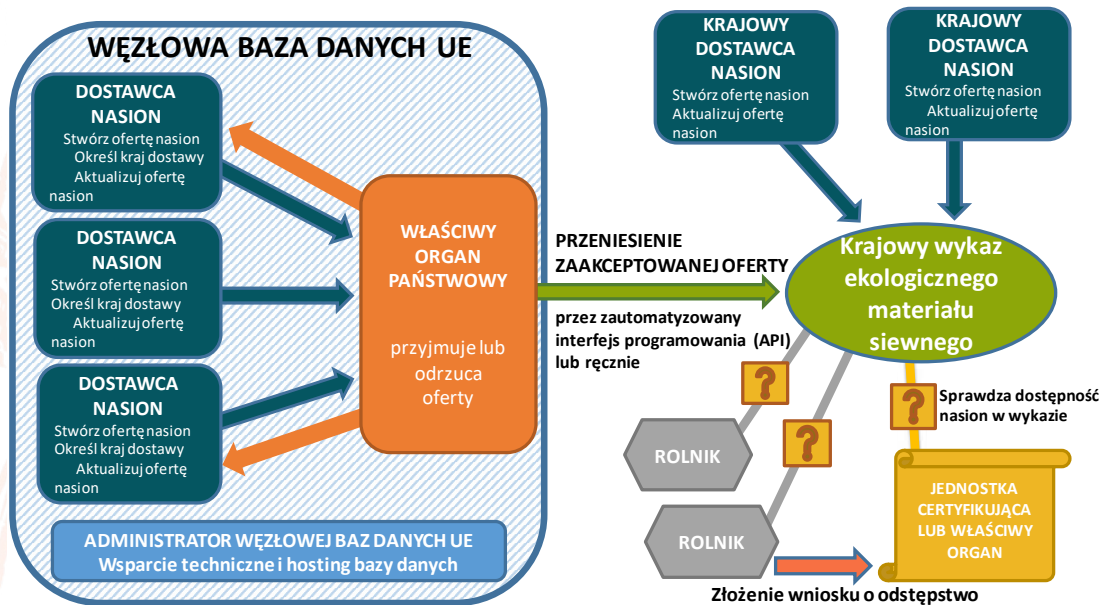 WĘZŁOWA BAZA DANYCH UE
DOSTAWCA
NASION
Stwórz ofertę nasion
Określ kraj dostawy
Aktualizuj ofertę
nasion
DOSTAWCA
NASION
Stwórz ofertę nasion
Określ kraj dostawy
Aktualizuj ofertę
nasion
DOSTAWCA
NASION
Stwórz ofertę nasion
Określ kraj dostawy
Aktualizuj ofertę
nasion
WŁAŚCIWY
ORGAN
PAŃSTWOWY
przyjmuje lub
odrzuca
oferty
ADMINISTRATOR WĘZŁOWEJ BAZ DANYCH UE
Wsparcie techniczne i hosting bazy danych
PRZENIESIENIE
ZAAKCEPTOWANEJ OFERTY
przez zautomatyzowany
interfejs programowania (API)
lub ręcznie
KRAJOWY
DOSTAWCA
NASION
Stwórz ofertę nasion
Aktualizuj ofertę
nasion
KRAJOWY
DOSTAWCA
NASION
Stwórz ofertę nasion
Aktualizuj ofertę
nasion
Krajowy wykaz
ekologicznego
materiału
siewnego
?
?
?
Sprawdza dostępność
nasion w wykazie
ROLNIK
ROLNIK
JEDNOSTKA
CERTYFIKUJĄCA
LUB WŁAŚCIWY
ORGAN
Złożenie wniosku o odstępstwo